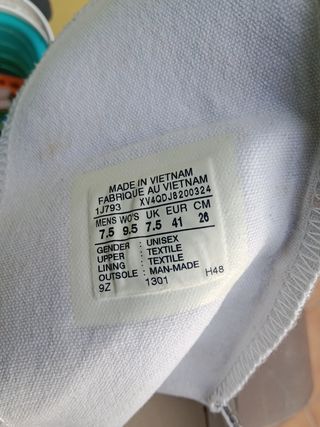 MADE IN VIETNAM
FABRIQUE AU VIETNAM
1J793 XV4QDJ8200324
MENS WO'S UK EUR CM
7.5 9.5 7.5 41 26
GENDER : UNISEX
UPPER : TEXTILE
LINING : TEXTILE
OUTSOLE : MAN-MADE
9Z 1301 H48